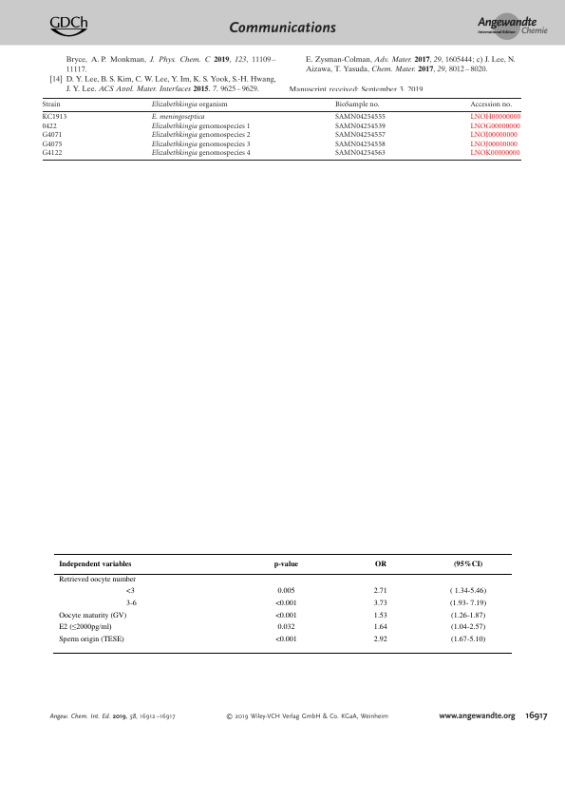 GDCh
Communications
Angewandte
International Edition
Chemie
Bryce, A. P. Monkman, J. Phys. Chem. C 2019, 123, 11109–
11117.
[14] D. Y. Lee, B. S. Kim, C. W. Lee, Y. Im, K. S. Yook, S.-H. Hwang,
J. Y. Lee, ACS Appl. Mater. Interfaces 2015, 7, 9625–9629.
E. Zysman-Colman, Adv. Mater. 2017, 29, 1605444; c) J. Lee, N.
Aizawa, T. Yasuda, Chem. Mater. 2017, 29, 8012–8020.
Manuscript received: September 3, 2019
Strain Elizabethkingia organism BioSample no. Accession no.
KC1913 E. meningoseptica SAMN04254555 LNOH00000000
0422 Elizabethkingia genomospecies 1 SAMN04254539 LNOG00000000
G4071 Elizabethkingia genomospecies 2 SAMN04254557 LNOI00000000
G4075 Elizabethkingia genomospecies 3 SAMN04254558 LNOJ00000000
G4122 Elizabethkingia genomospecies 4 SAMN04254563 LNOK00000000
Independent variables p-value OR (95%CI)
Retrieved oocyte number
<3 0.005 2.71 ( 1.34-5.46)
3-6 <0.001 3.73 (1.93- 7.19)
Oocyte maturity (GV) <0.001 1.53 (1.26-1.87)
E2 (≤2000pg/ml) 0.032 1.64 (1.04-2.57)
Sperm origin (TESE) <0.001 2.92 (1.67-5.10)
Angew. Chem. Int. Ed. 2019, 58, 16912–16917 © 2019 Wiley-VCH Verlag GmbH & Co. KGaA, Weinheim www.angewandte.org 16917